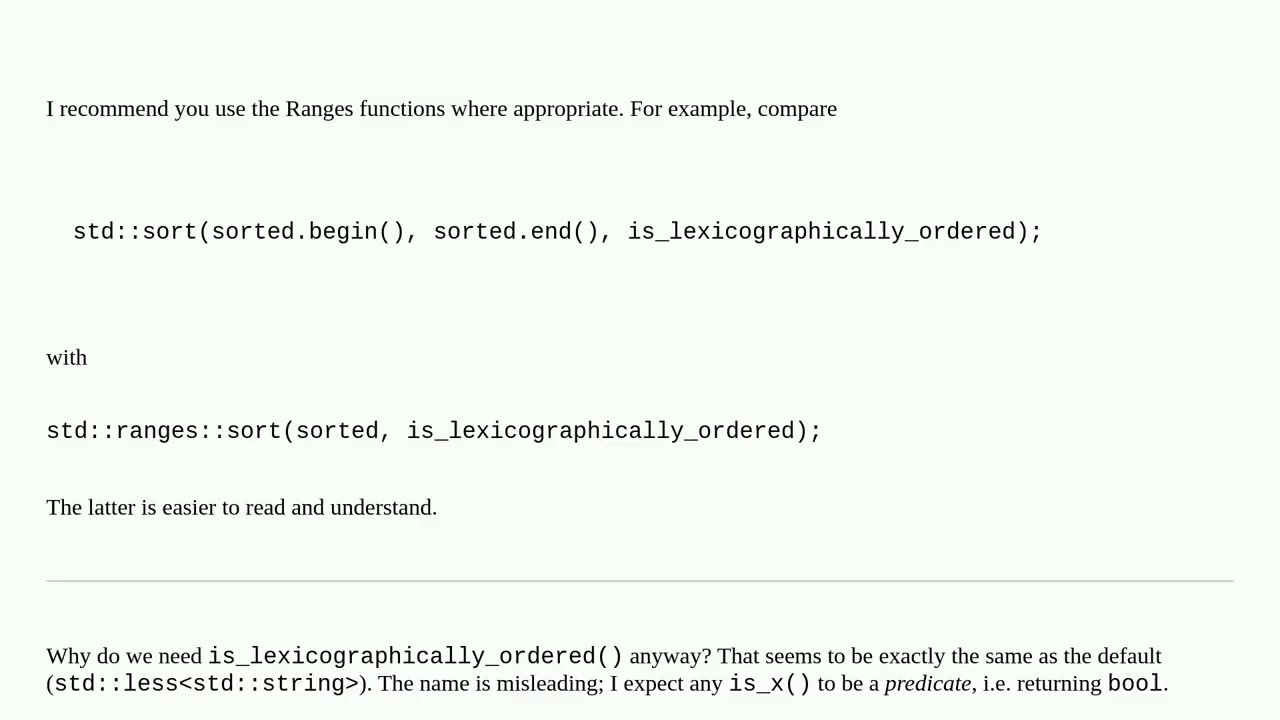 I recommend you use the Ranges functions where appropriate. For example, compare
std::sort(sorted.begin(), sorted.end(), is_lexicographically_ordered);
with
std::ranges::sort(sorted, is_lexicographically_ordered);
The latter is easier to read and understand.
Why do we need is_lexicographically_ordered() anyway? That seems to be exactly the same as the default
(std::less<std::string>). The name is misleading; I expect any is_x() to be a predicate, i.e. returning bool.